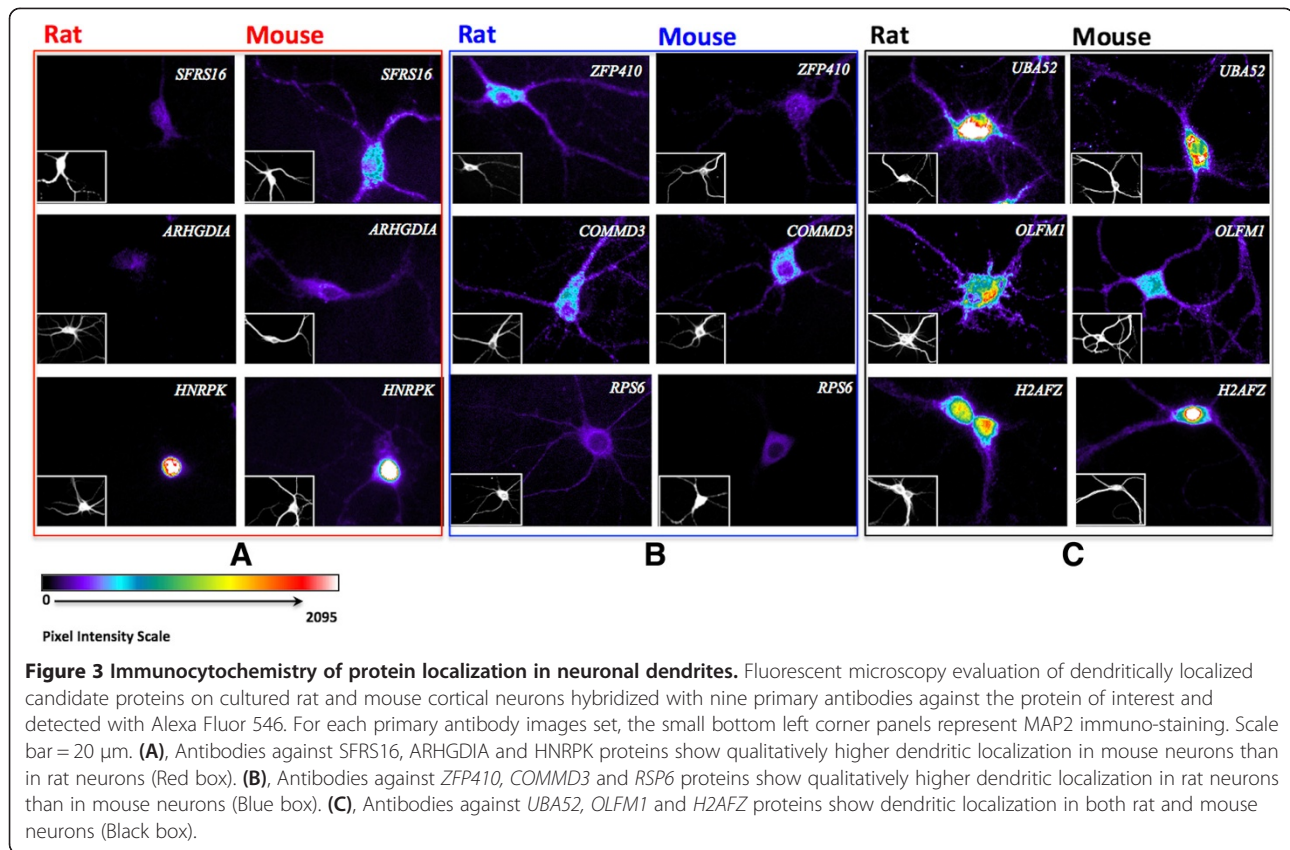 Rat Mouse Rat Mouse Rat Mouse
SFRS16 SFRS16 ZFP410 ZFP410 UBA52 UBA52
ARHGDIA ARHGDIA COMMD3 COMMD3 OLFM1 OLFM1
HNRPK HNRPK RPS6 RPS6 H2AFZ H2AFZ
A B C
0 2095
Pixel Intensity Scale
Figure 3 Immunocytochemistry of protein localization in neuronal dendrites. Fluorescent microscopy evaluation of dendritically localized
candidate proteins on cultured rat and mouse cortical neurons hybridized with nine primary antibodies against the protein of interest and
detected with Alexa Fluor 546. For each primary antibody images set, the small bottom left corner panels represent MAP2 immuno-staining. Scale
bar = 20 μm. (A), Antibodies against SFRS16, ARHGDIA and HNRPK proteins show qualitatively higher dendritic localization in mouse neurons than
in rat neurons (Red box). (B), Antibodies against ZFP410, COMMD3 and RSP6 proteins show qualitatively higher dendritic localization in rat neurons
than in mouse neurons (Blue box). (C), Antibodies against UBA52, OLFM1 and H2AFZ proteins show dendritic localization in both rat and mouse
neurons (Black box).